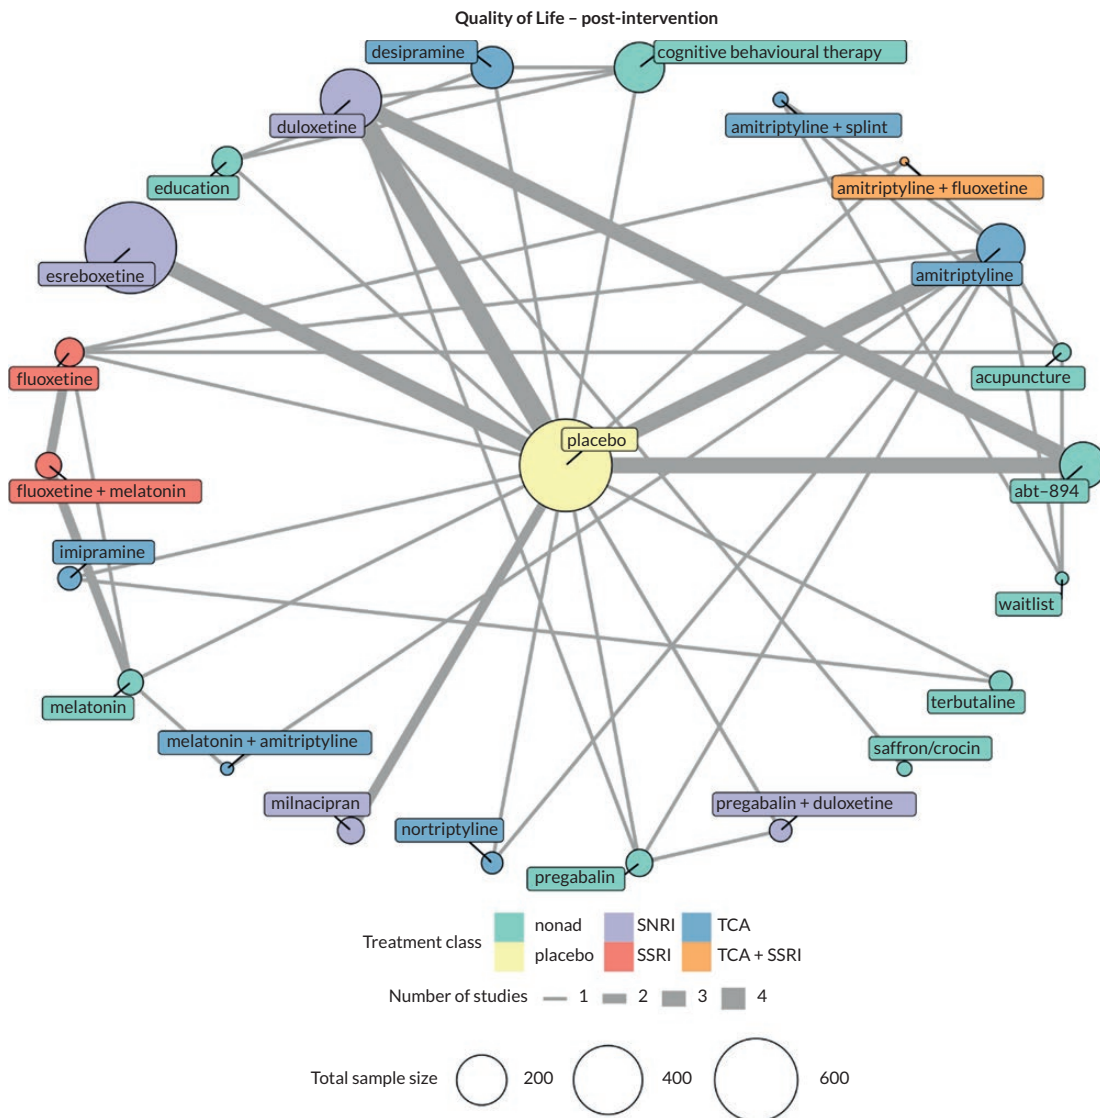 Quality of Life – post-intervention
desipramine
cognitive behavioural therapy
duloxetine
amitriptyline + splint
education
amitriptyline + fluoxetine
esreboxetine
amitriptyline
fluoxetine
acupuncture
placebo
fluoxetine + melatonin
abt–894
imipramine
waitlist
melatonin
terbutaline
melatonin + amitriptyline
saffron/crocin
milnacipran
pregabalin + duloxetine
nortriptyline
pregabalin
Treatment class
nonad
SNRI
TCA
placebo
SSRI
TCA + SSRI
Number of studies
1
2
3
4
Total sample size
200
400
600